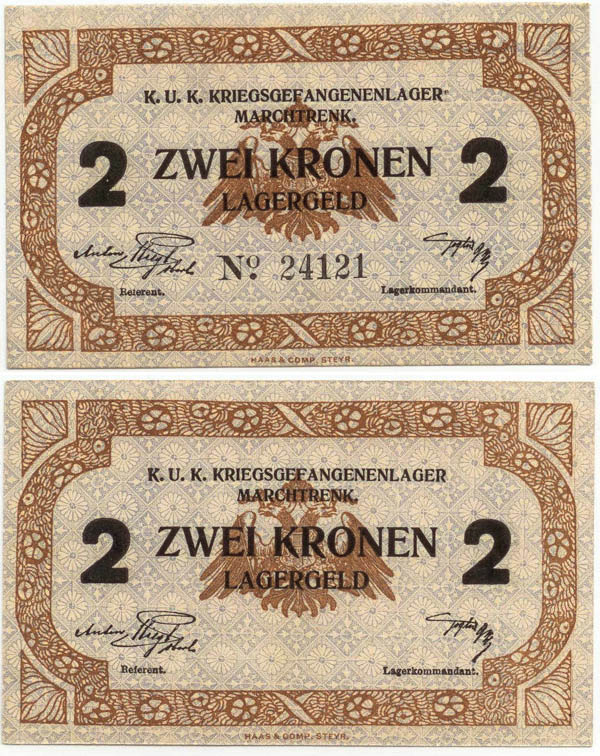 K. U. K. KRIEGSGEFANGENENLAGER
MARCHTRENK.
2 ZWEI KRONEN 2
LAGERGELD
No. 24121
Referent.
Lagerkommandant.
HAAS & COMP. STEYR.
K. U. K. KRIEGSGEFANGENENLAGER
MARCHTRENK.
2 ZWEI KRONEN 2
LAGERGELD
Referent.
Lagerkommandant.
HAAS & COMP. STEYR.